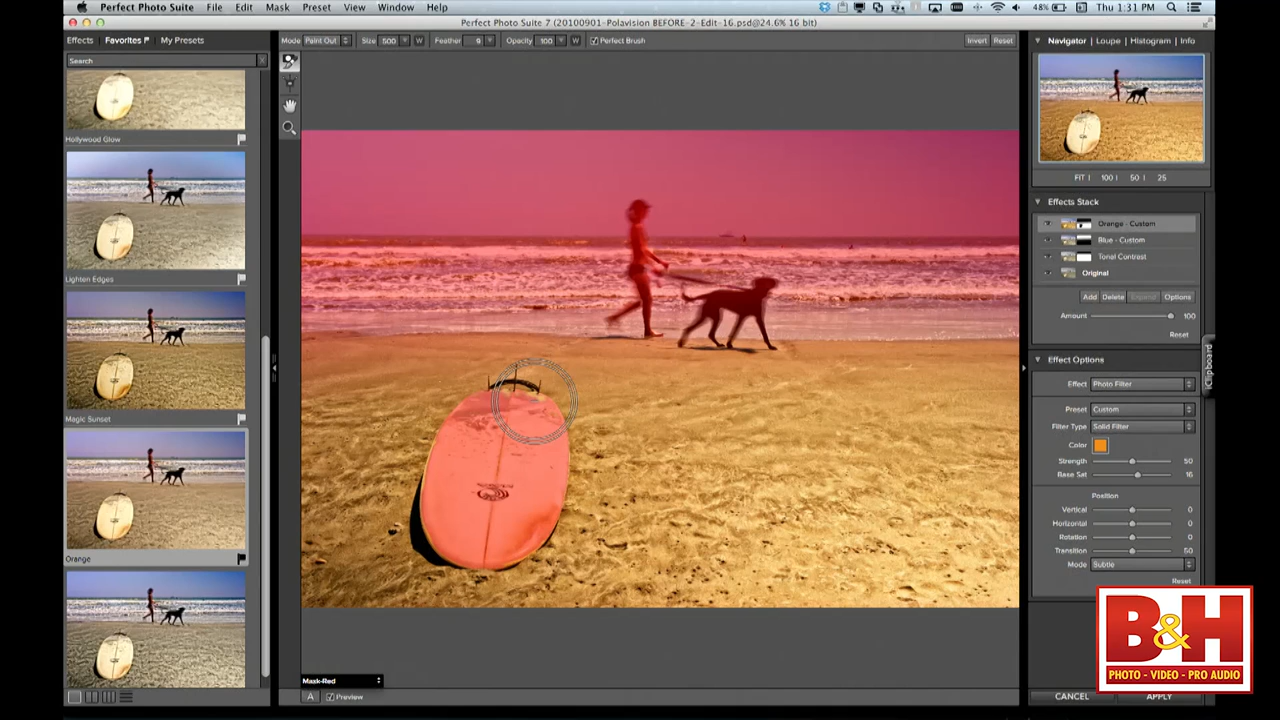 Perfect Photo Suite File Edit Mask Preset View Window Help
48% Thu 1:31 PM
Perfect Photo Suite 7 (20100901-Polavision BEFORE-2-Edit-16.psd@24.6% 16 bit)
Effects Favorites My Presets
Mode Paint Out Size 500 W Feather 9 Opacity 100 W Perfect Brush Invert Reset
Navigator Loupe Histogram Info
Search
Hollywood Glow
Lighten Edges
Magic Sunset
Orange
FIT 100 50 25
Effects Stack
Orange - Custom
Blue - Custom
Tonal Contrast
Original
Add Delete Expand Options
Amount 100
Reset
iClipboard
Effect Options
Effect Photo Filter
Preset Custom
Filter Type Solid Filter
Color
Strength 50
Base Sat 16
Position
Vertical 0
Horizontal 0
Rotation 0
Transition 50
Mode Subtle
Reset
B&H
PHOTO - VIDEO - PRO AUDIO
Mask-Red
A Preview
CANCEL APPLY